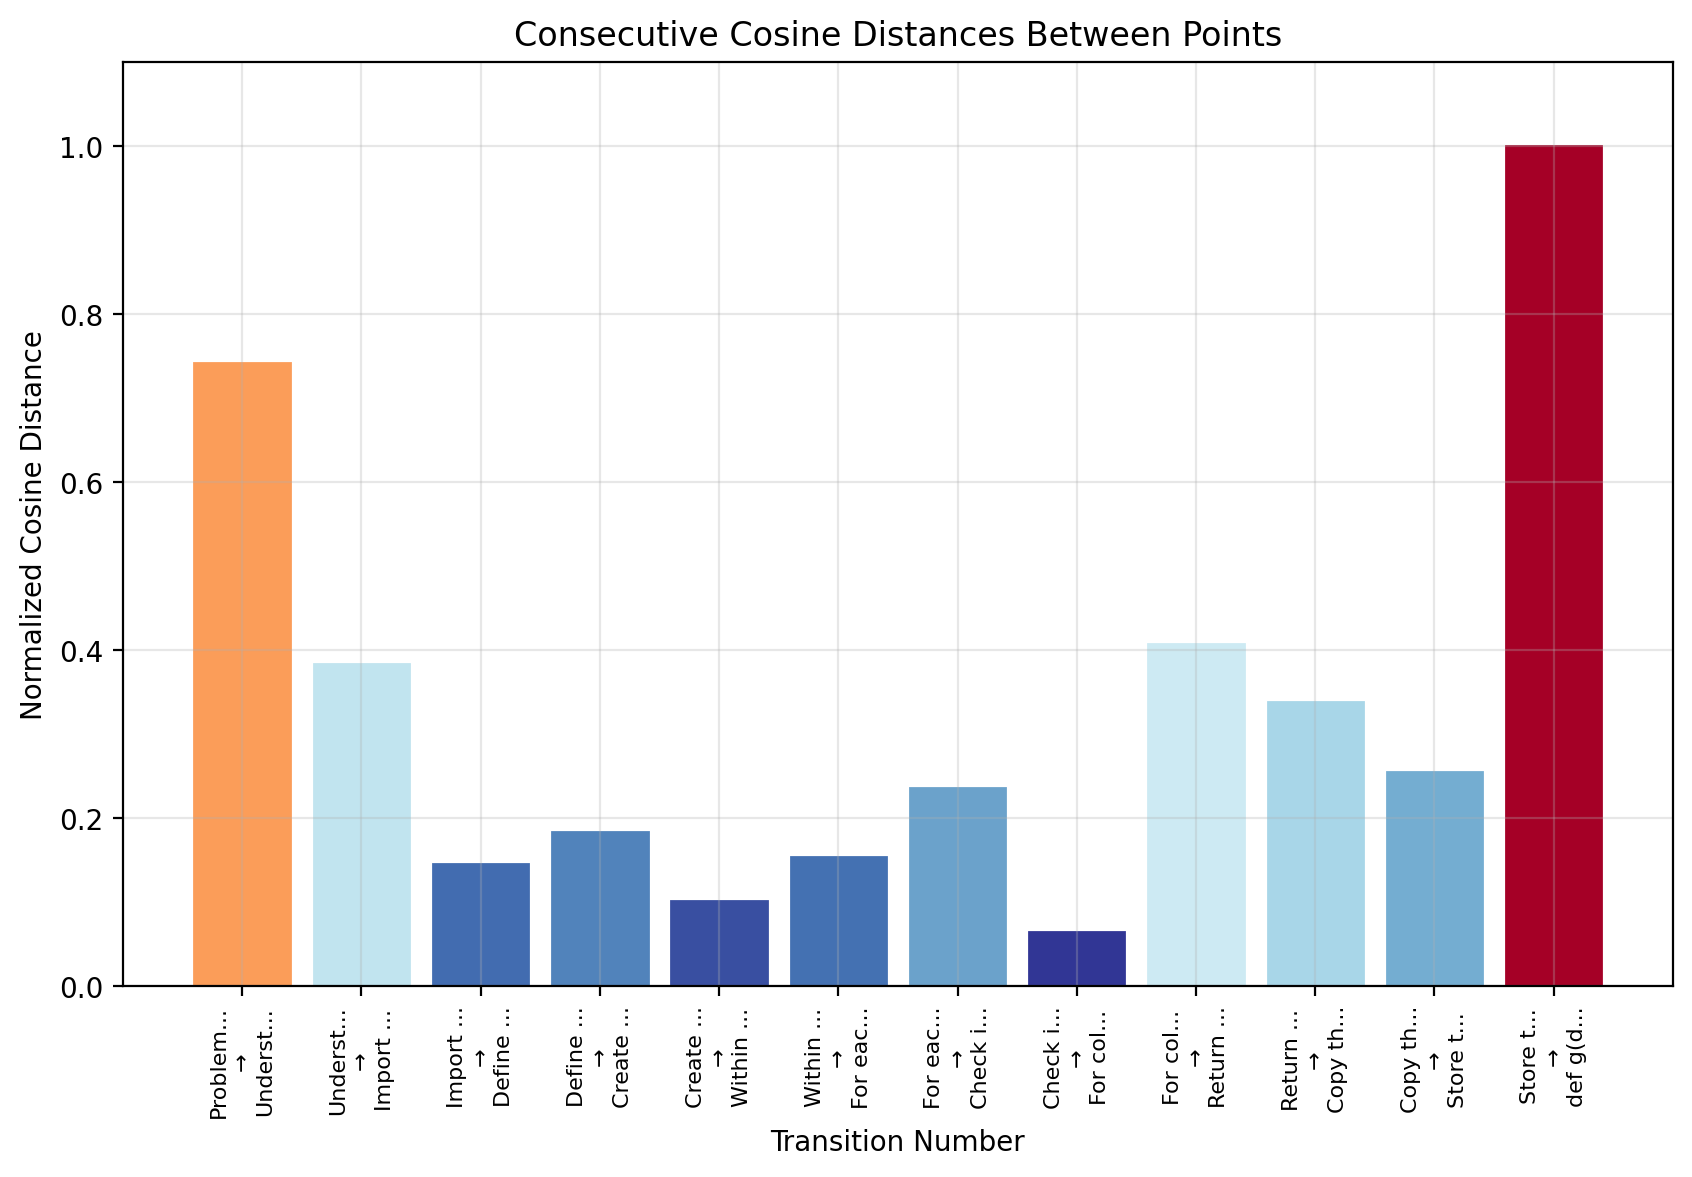 Consecutive Cosine Distances Between Points
Normalized Cosine Distance
1.0
0.8
0.6
0.4
0.2
0.0
Problem...
→
Underst...
Underst...
→
Import ...
Import ...
→
Define ...
Define ...
→
Create ...
Create ...
→
Within ...
Within ...
→
For eac...
For eac...
→
Check i...
Check i...
→
For col...
For col...
→
Return ...
Return ...
→
Copy th...
Copy th...
→
Store t...
Store t...
→
def g(d...
Transition Number